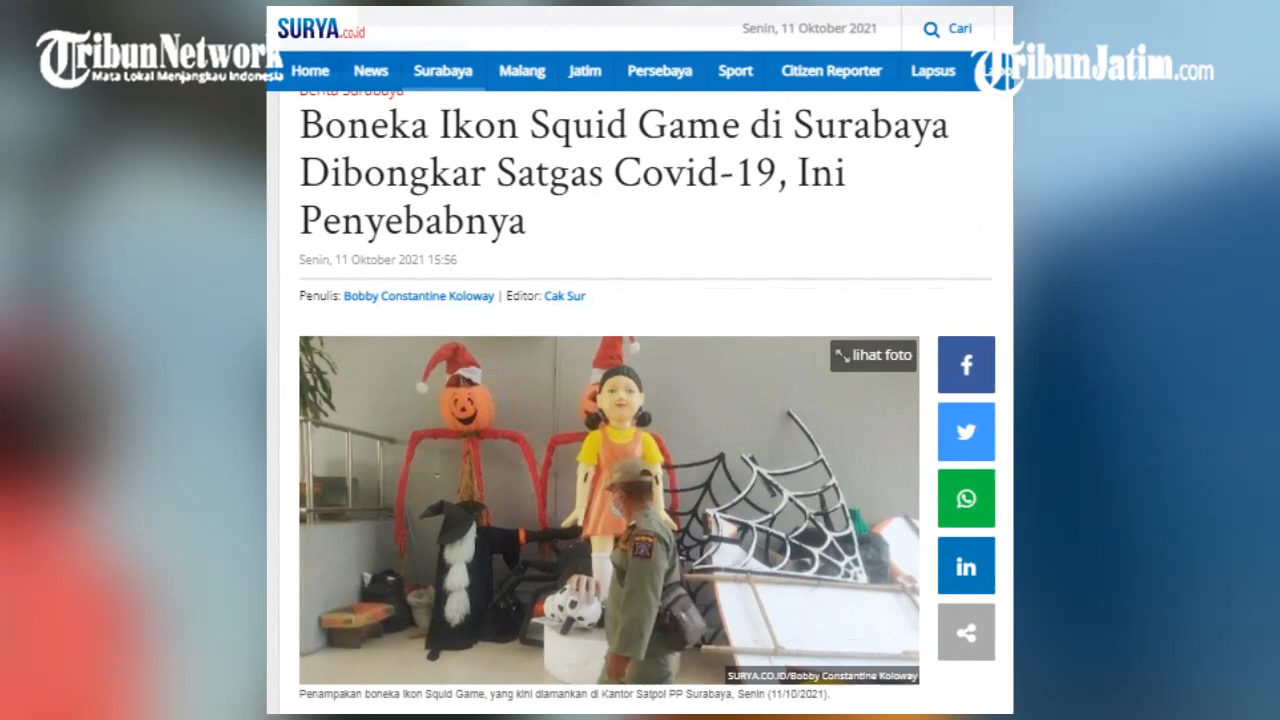 TribunNetwork
Mata Lokal Menjangkau Indonesia
SURYA.co.id
Senin, 11 Oktober 2021
Cari
TribunJatim.com
Home News Surabaya Malang Jatim Persebaya Sport Citizen Reporter Lapsus
Berita Surabaya
Boneka Ikon Squid Game di Surabaya
Dibongkar Satgas Covid-19, Ini
Penyebabnya
Senin, 11 Oktober 2021 15:56
Penulis: Bobby Constantine Koloway | Editor: Cak Sur
lihat foto
SURYA.CO.ID/Bobby Constantine Koloway
Penampakan boneka Ikon Squid Game, yang kini diamankan di Kantor Satpol PP Surabaya, Senin (11/10/2021).